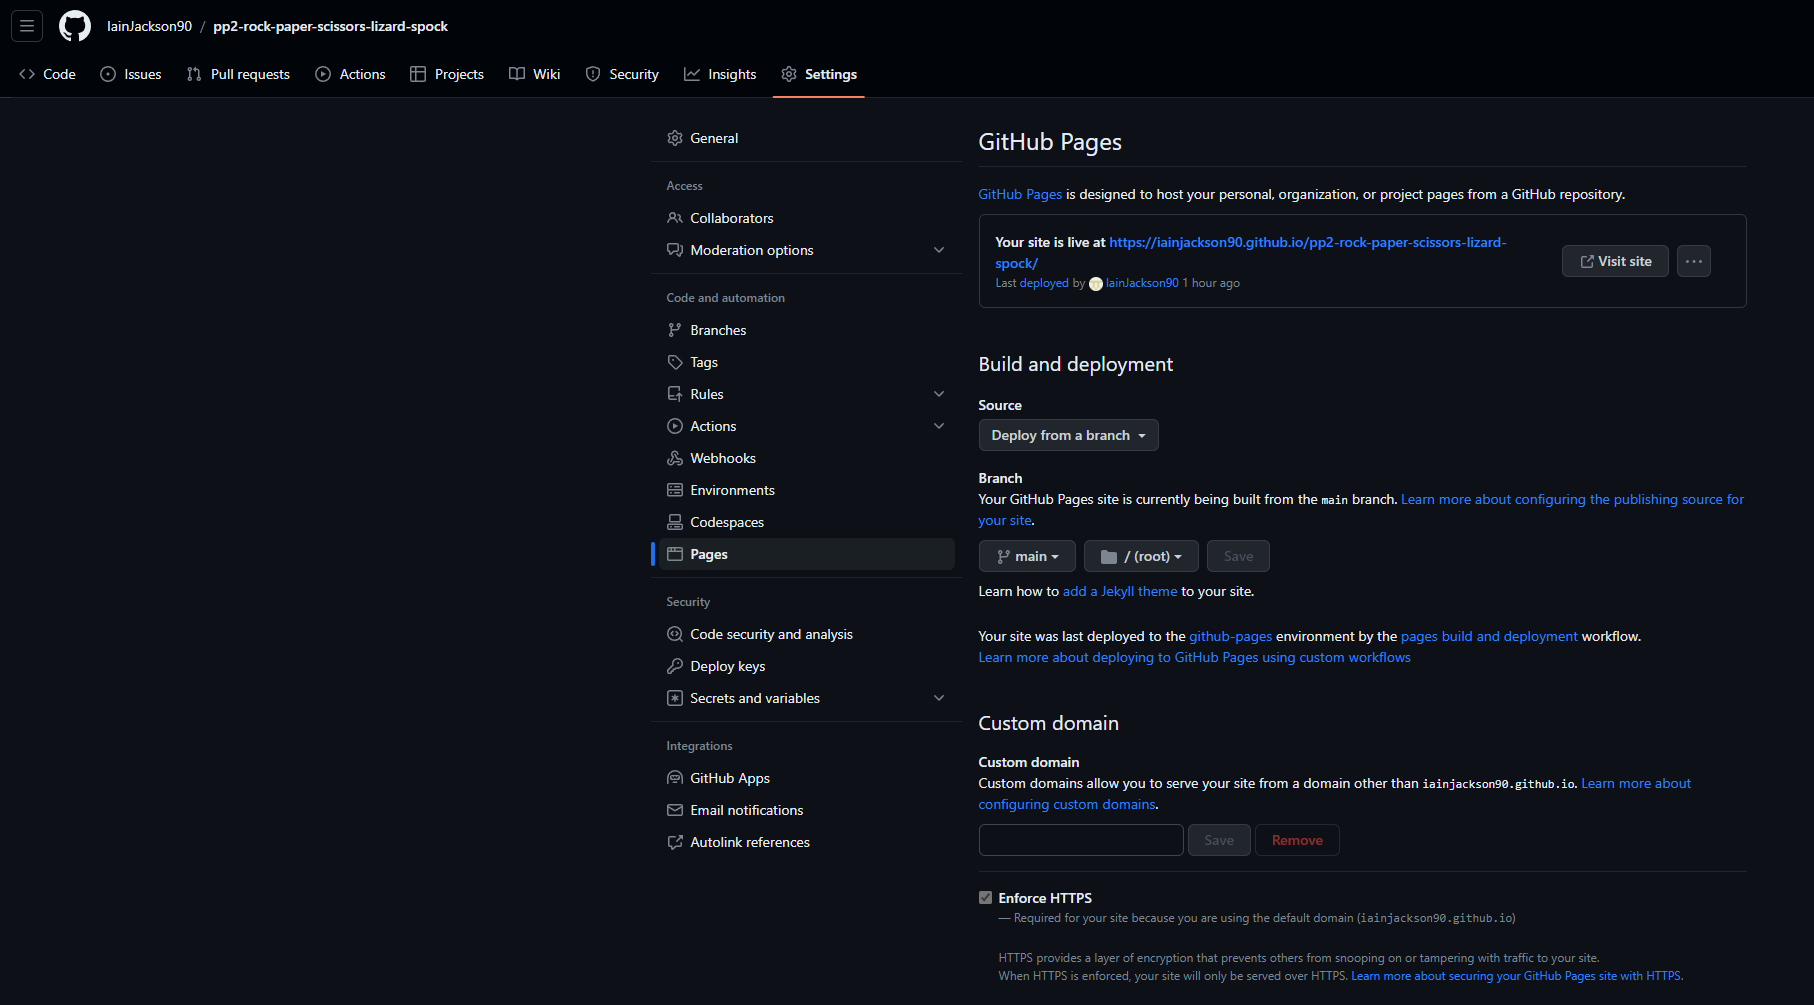 IainJackson90 / pp2-rock-paper-scissors-lizard-spock
Code Issues Pull requests Actions Projects Wiki Security Insights Settings
General
Access
Collaborators
Moderation options
Code and automation
Branches
Tags
Rules
Actions
Webhooks
Environments
Codespaces
Pages
Security
Code security and analysis
Deploy keys
Secrets and variables
Integrations
GitHub Apps
Email notifications
Autolink references
GitHub Pages
GitHub Pages is designed to host your personal, organization, or project pages from a GitHub repository.
Your site is live at https://iainjackson90.github.io/pp2-rock-paper-scissors-lizard-
spock/
Last deployed by IainJackson90 1 hour ago
Visit site
Build and deployment
Source
Deploy from a branch
Branch
Your GitHub Pages site is currently being built from the main branch. Learn more about configuring the publishing source for
your site.
main / (root) Save
Learn how to add a Jekyll theme to your site.
Your site was last deployed to the github-pages environment by the pages build and deployment workflow.
Learn more about deploying to GitHub Pages using custom workflows
Custom domain
Custom domain
Custom domains allow you to serve your site from a domain other than iainjackson90.github.io. Learn more about
configuring custom domains.
Save Remove
Enforce HTTPS
— Required for your site because you are using the default domain (iainjackson90.github.io)
HTTPS provides a layer of encryption that prevents others from snooping on or tampering with traffic to your site.
When HTTPS is enforced, your site will only be served over HTTPS. Learn more about securing your GitHub Pages site with HTTPS.